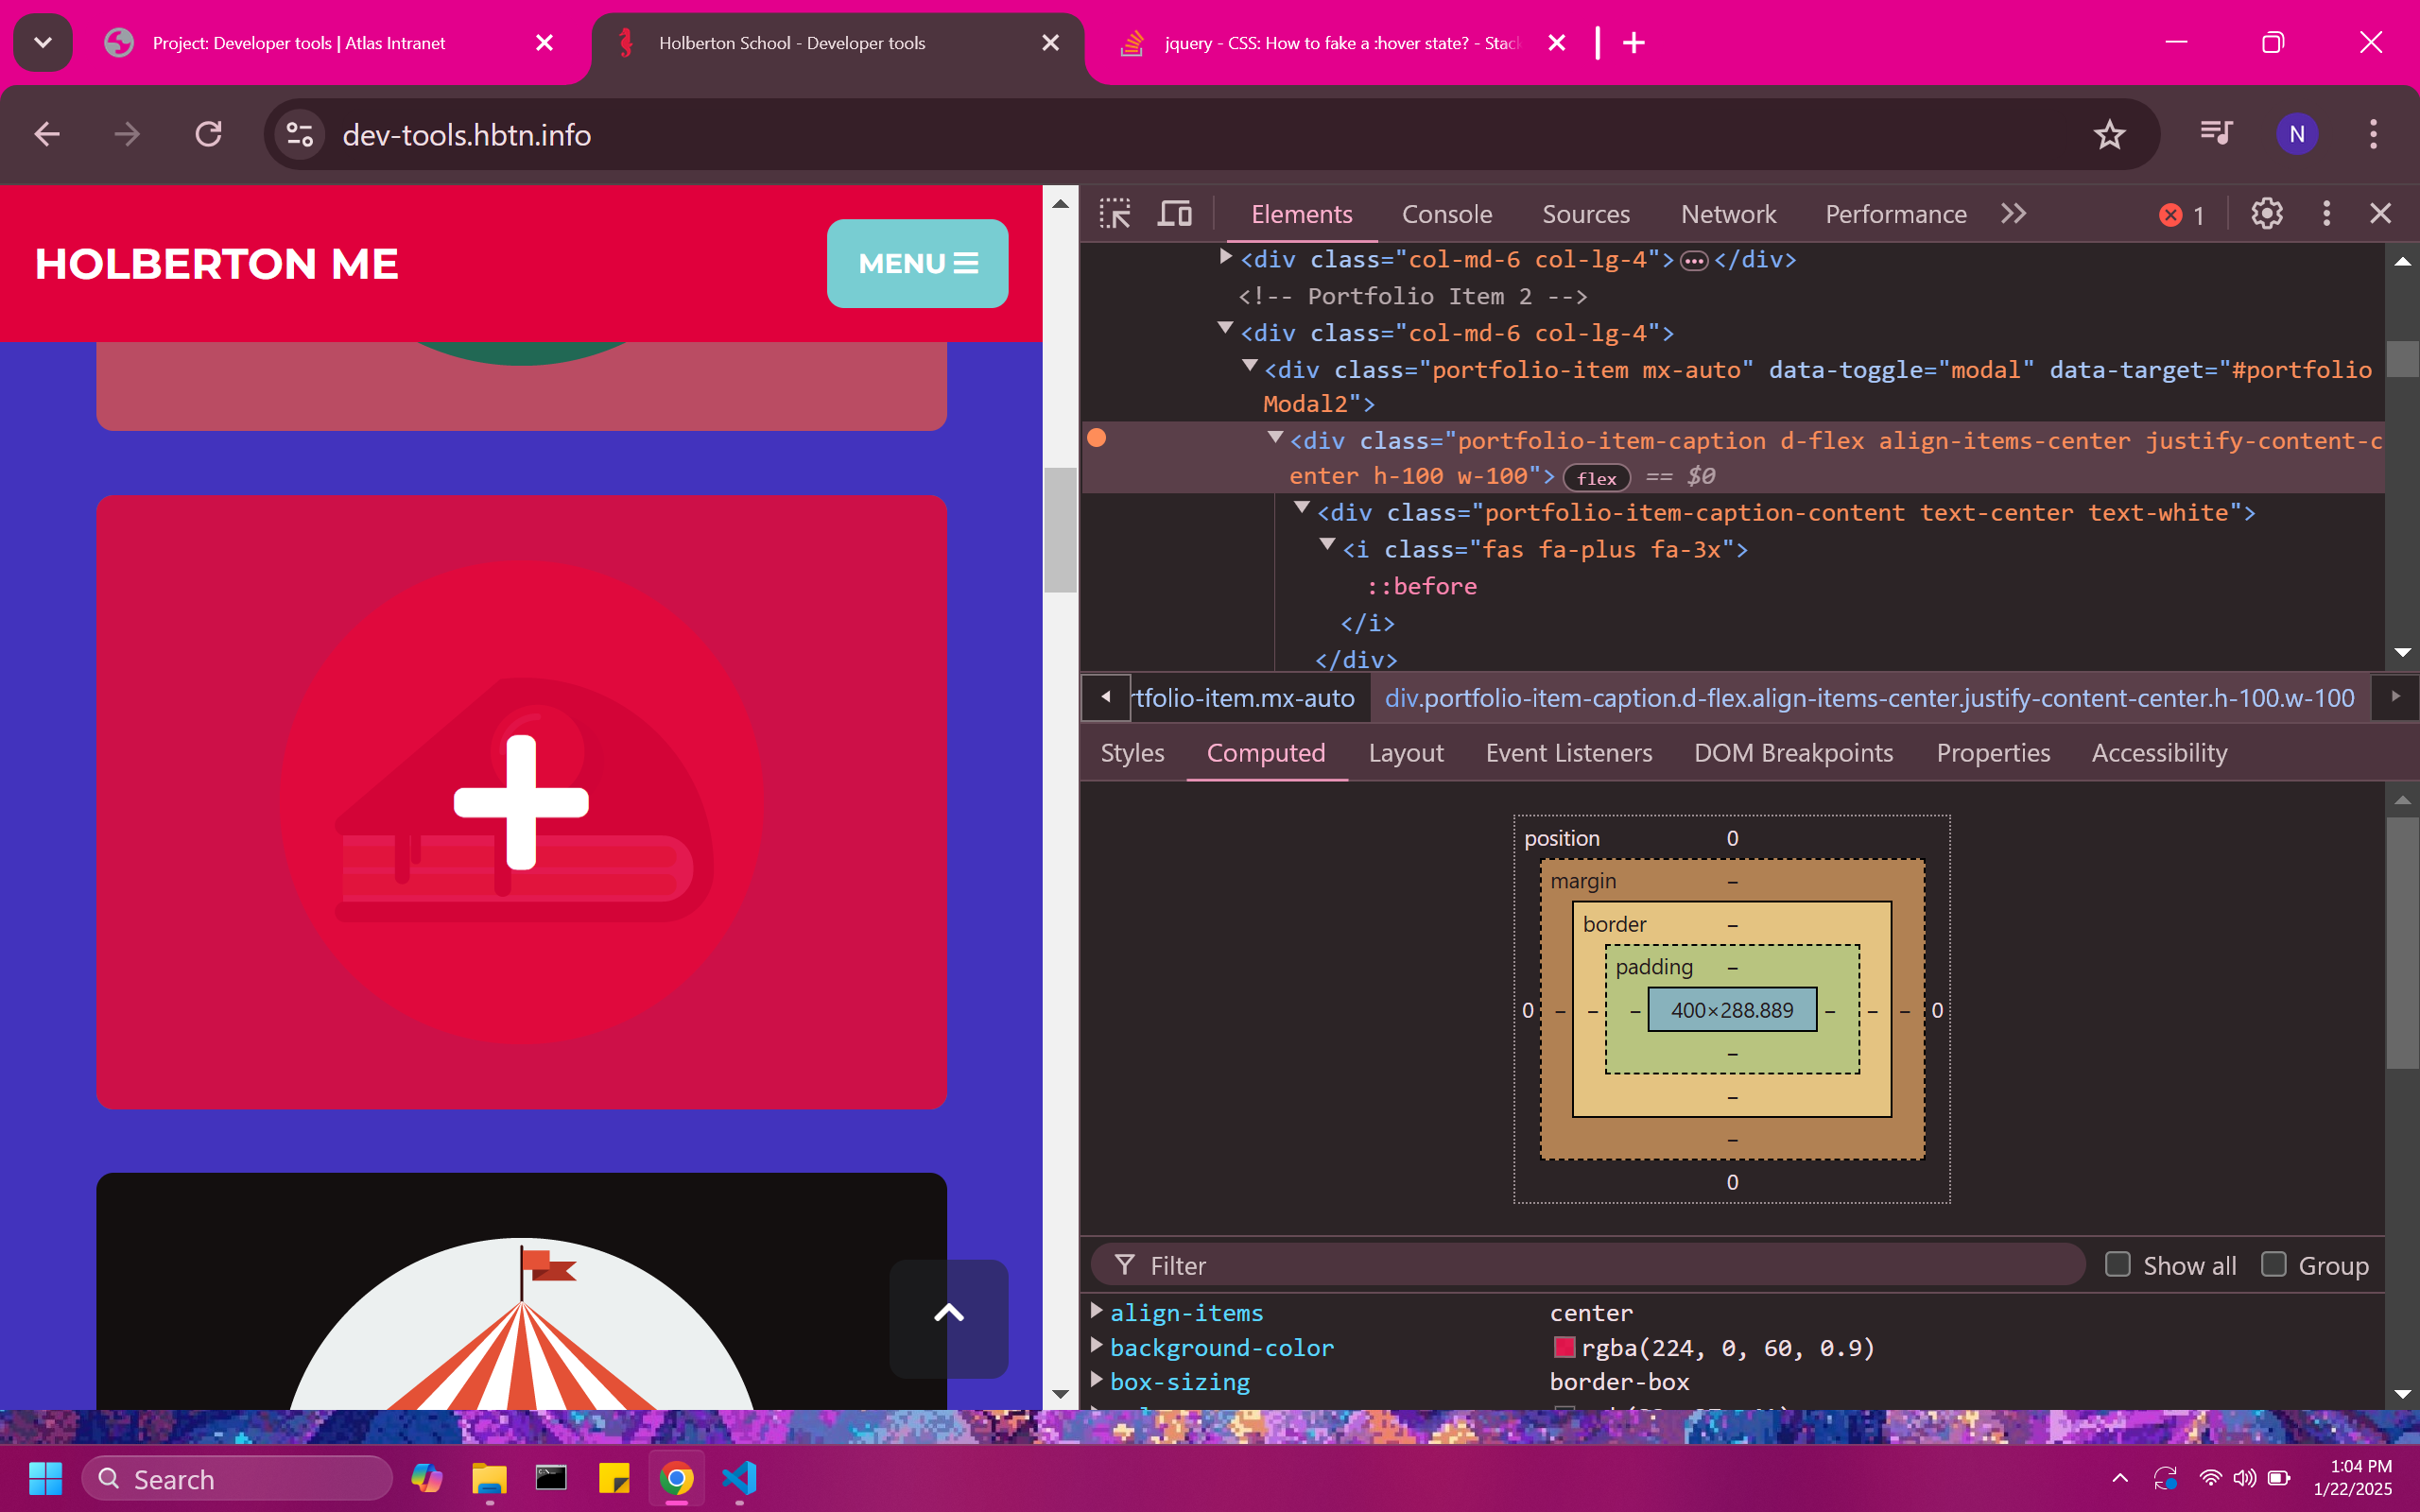 Project: Developer tools | Atlas Intranet
Holberton School - Developer tools
jquery - CSS: How to fake a :hover state? - Stack
dev-tools.hbtn.info
N
HOLBERTON ME
MENU
Elements
Console
Sources
Network
Performance
1
<div class="col-md-6 col-lg-4">…</div>
<!-- Portfolio Item 2 -->
<div class="col-md-6 col-lg-4">
<div class="portfolio-item mx-auto" data-toggle="modal" data-target="#portfolio
Modal2">
<div class="portfolio-item-caption d-flex align-items-center justify-content-c
enter h-100 w-100"> flex == $0
<div class="portfolio-item-caption-content text-center text-white">
<i class="fas fa-plus fa-3x">
::before
</i>
</div>
rtfolio-item.mx-auto
div.portfolio-item-caption.d-flex.align-items-center.justify-content-center.h-100.w-100
Styles
Computed
Layout
Event Listeners
DOM Breakpoints
Properties
Accessibility
position 0
margin –
border –
padding –
0 – – – 400×288.889 – – – 0
–
–
–
0
Filter
Show all
Group
align-items center
background-color rgba(224, 0, 60, 0.9)
box-sizing border-box
Search
1:04 PM
1/22/2025